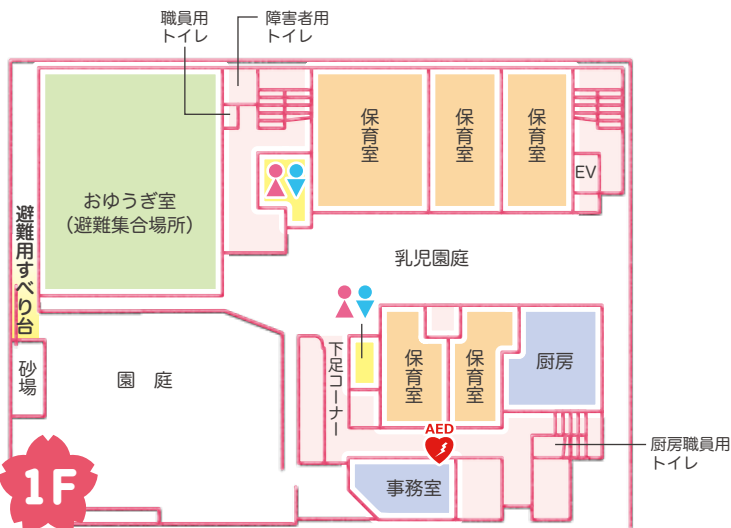 職員用
トイレ
障害者用
トイレ
保育室
保育室
保育室
EV
おゆうぎ室
（避難集合場所）
避難用すべり台
乳児園庭
砂場
園 庭
下足コーナー
保育室
保育室
厨房
AED
厨房職員用
トイレ
事務室
1F